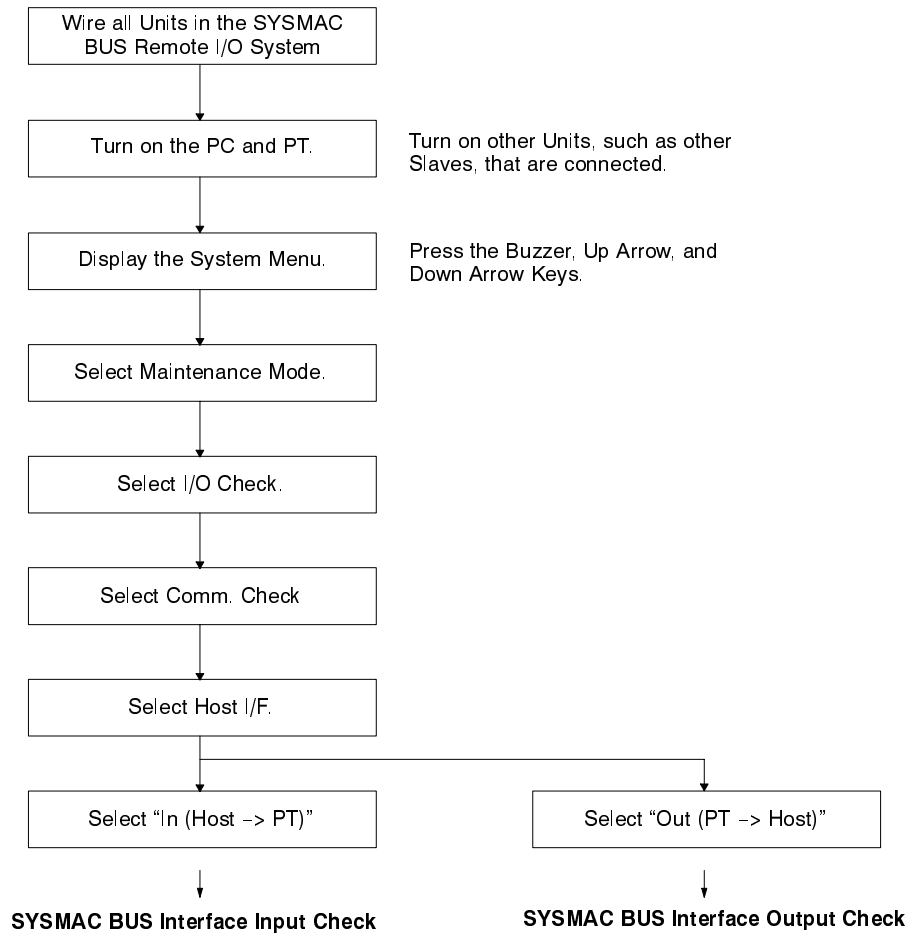 Wire all Units in the SYSMAC
BUS Remote I/O System
Turn on the PC and PT.
Turn on other Units, such as other
Slaves, that are connected.
Display the System Menu.
Press the Buzzer, Up Arrow, and
Down Arrow Keys.
Select Maintenance Mode.
Select I/O Check.
Select Comm. Check
Select Host I/F.
Select “In (Host –> PT)”
Select “Out (PT –> Host)”
SYSMAC BUS Interface Input Check
SYSMAC BUS Interface Output Check